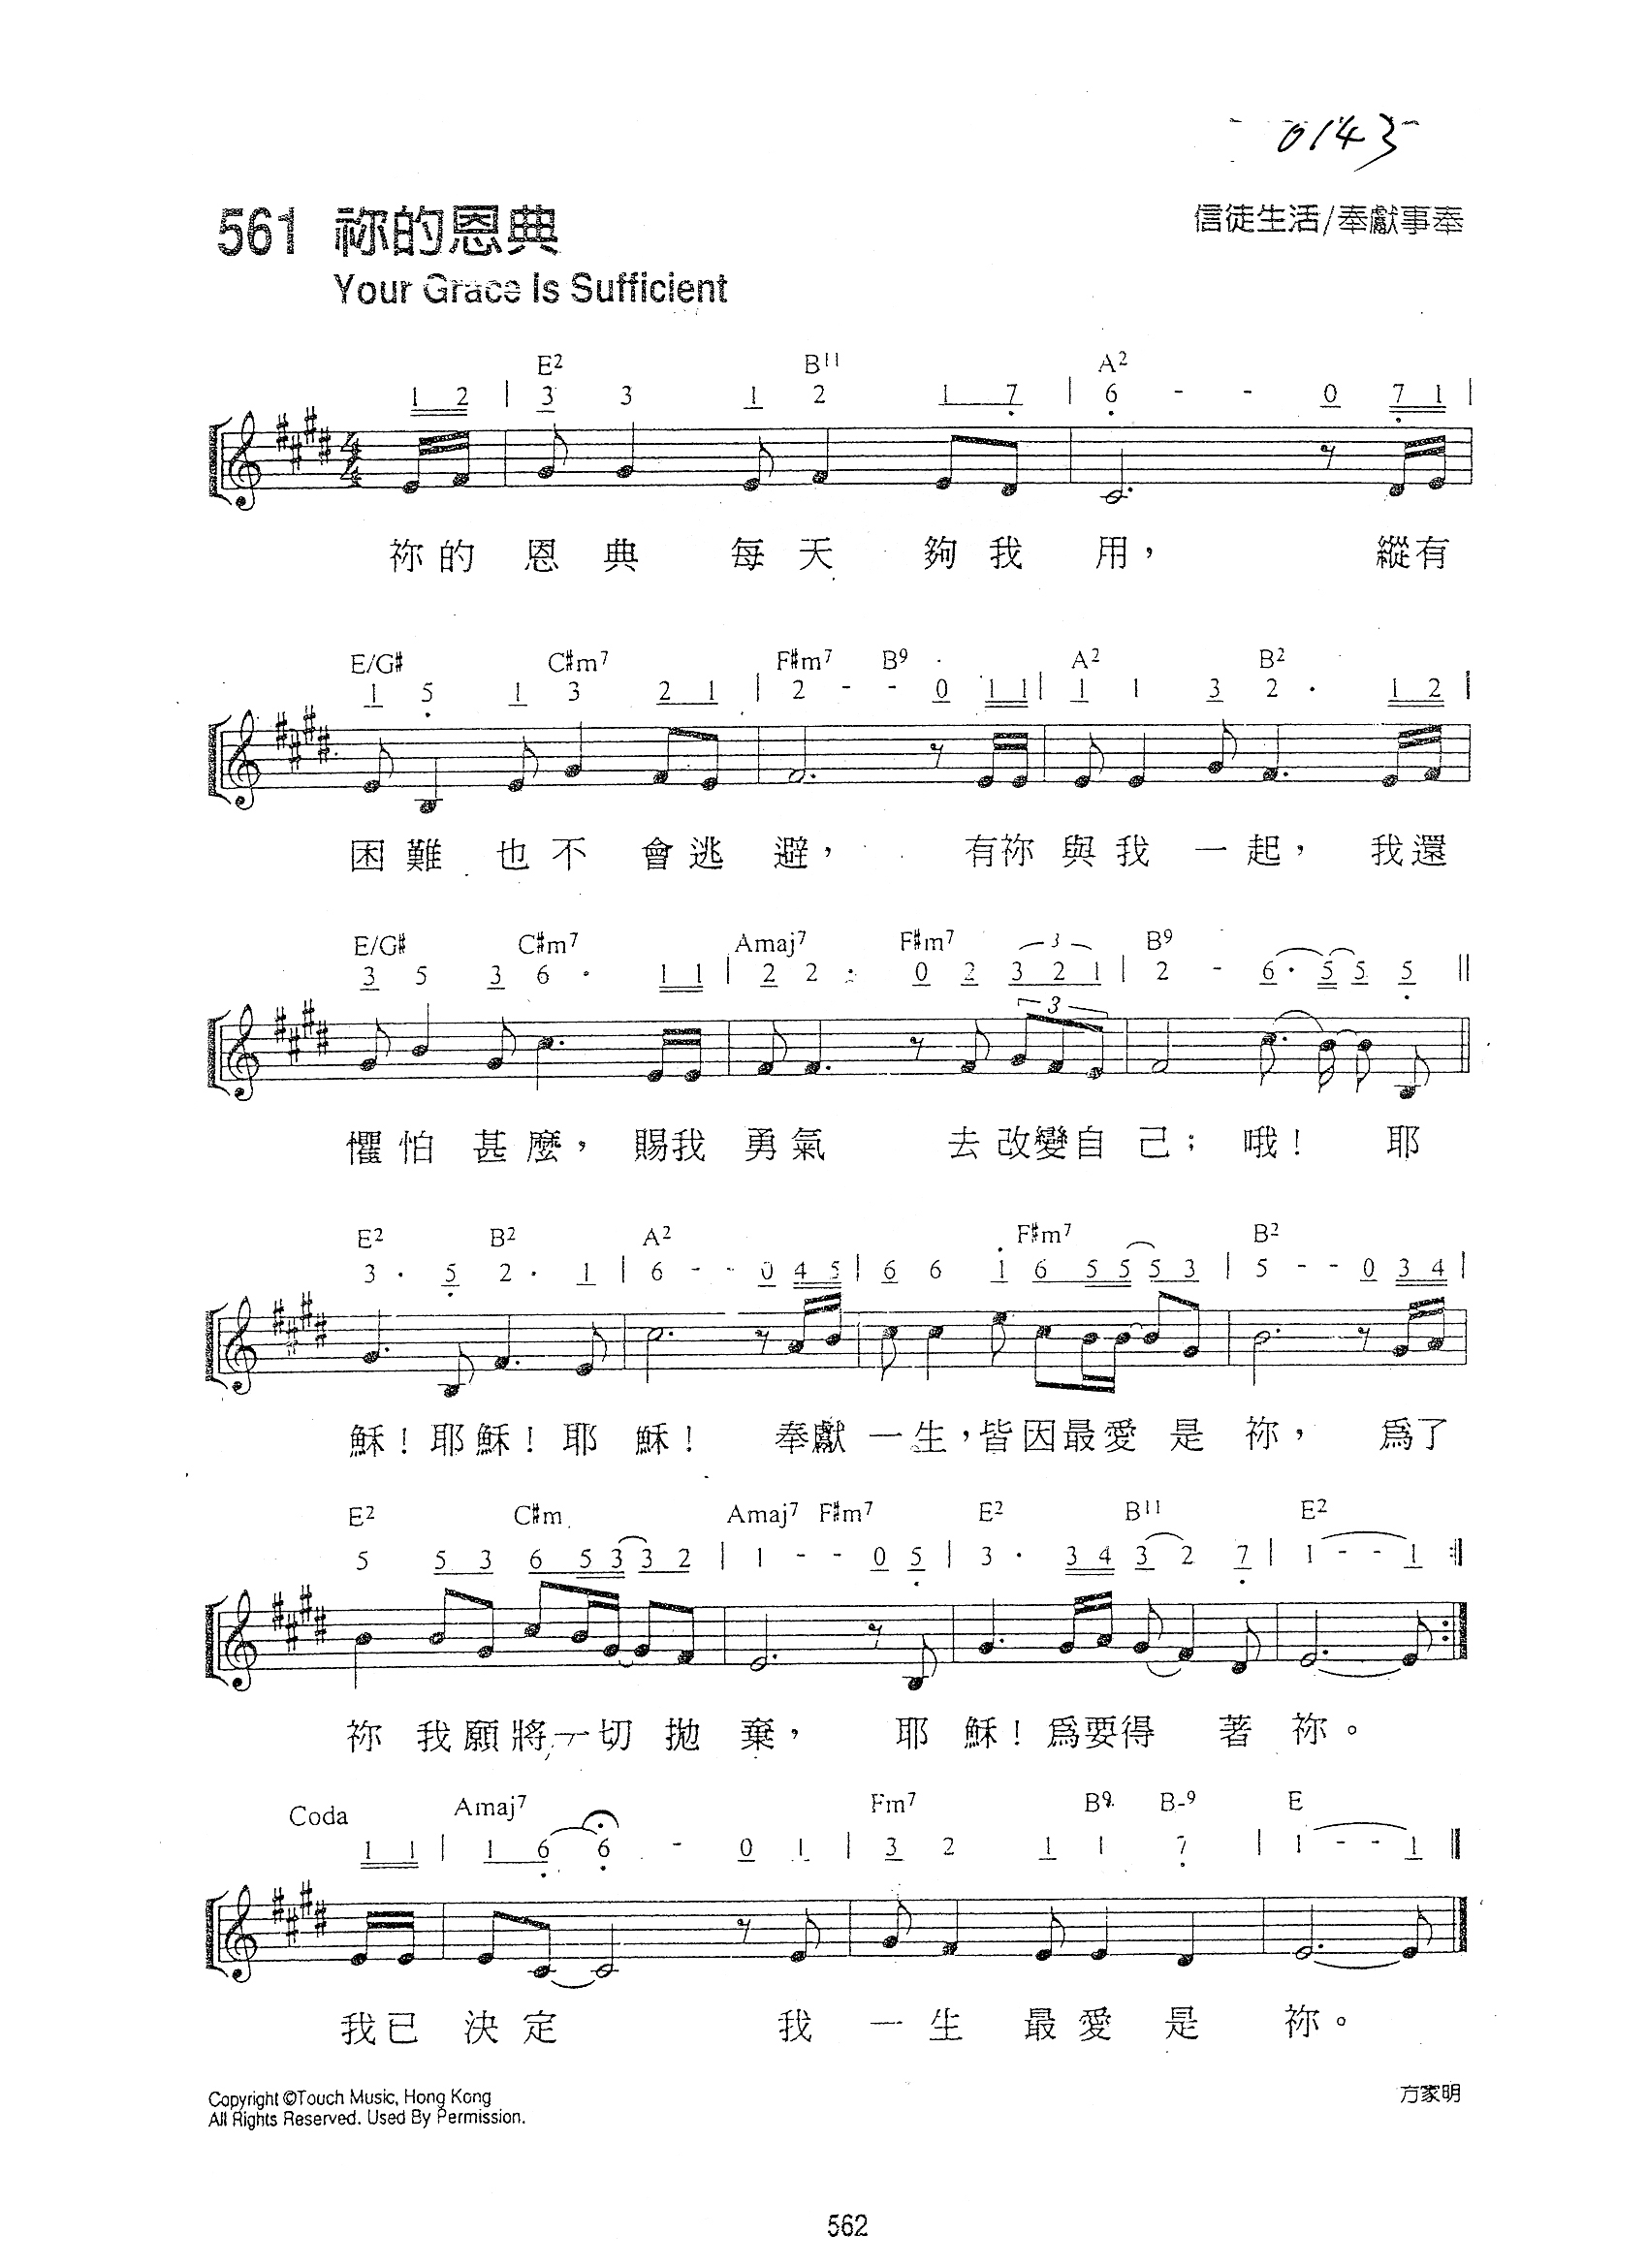 0143
561 祢的恩典
信徒生活/奉獻事奉
Your Grace Is Sufficient
E2 B11 A2
1 2 | 3 3 1 2 1 7 | 6 - - 0 7 1 |
祢的恩典每天夠我用， 縱有
E/G# C#m7 F#m7 B9 A2 B2
1 5 1 3 2 1 | 2 - - 0 1 1 | 1 1 3 2 · 1 2 |
困難也不會逃避， 有祢與我一起， 我還
E/G# C#m7 Amaj7 F#m7 3 B9
3 5 3 6 · 1 1 | 2 2 · 0 2 3 2 1 | 2 - 6 · 5 5 5 ||
3
懼怕甚麼， 賜我勇氣 去改變自己； 哦！ 耶
E2 B2 A2 F#m7 B2
3 · 5 2 · 1 | 6 - - 0 4 5 | 6 6 1 6 5 5 5 3 | 5 - - 0 3 4 |
穌！耶穌！耶穌！ 奉獻一生，皆因最愛是祢， 爲了
E2 C#m Amaj7 F#m7 E2 B11 E2
5 5 3 6 5 3 3 2 | 1 - - 0 5 | 3 · 3 4 3 2 7 | 1 - - 1 :||
祢我願將一切拋棄， 耶穌！爲要得著祢。
Coda Amaj7 Fm7 B9 B-9 E
1 1 | 1 6 6 - 0 1 | 3 2 1 1 7 | 1 - - 1 ||
我已決定 我一生最愛是祢。
Copyright ©Touch Music, Hong Kong
方家明
All Rights Reserved. Used By Permission.
562